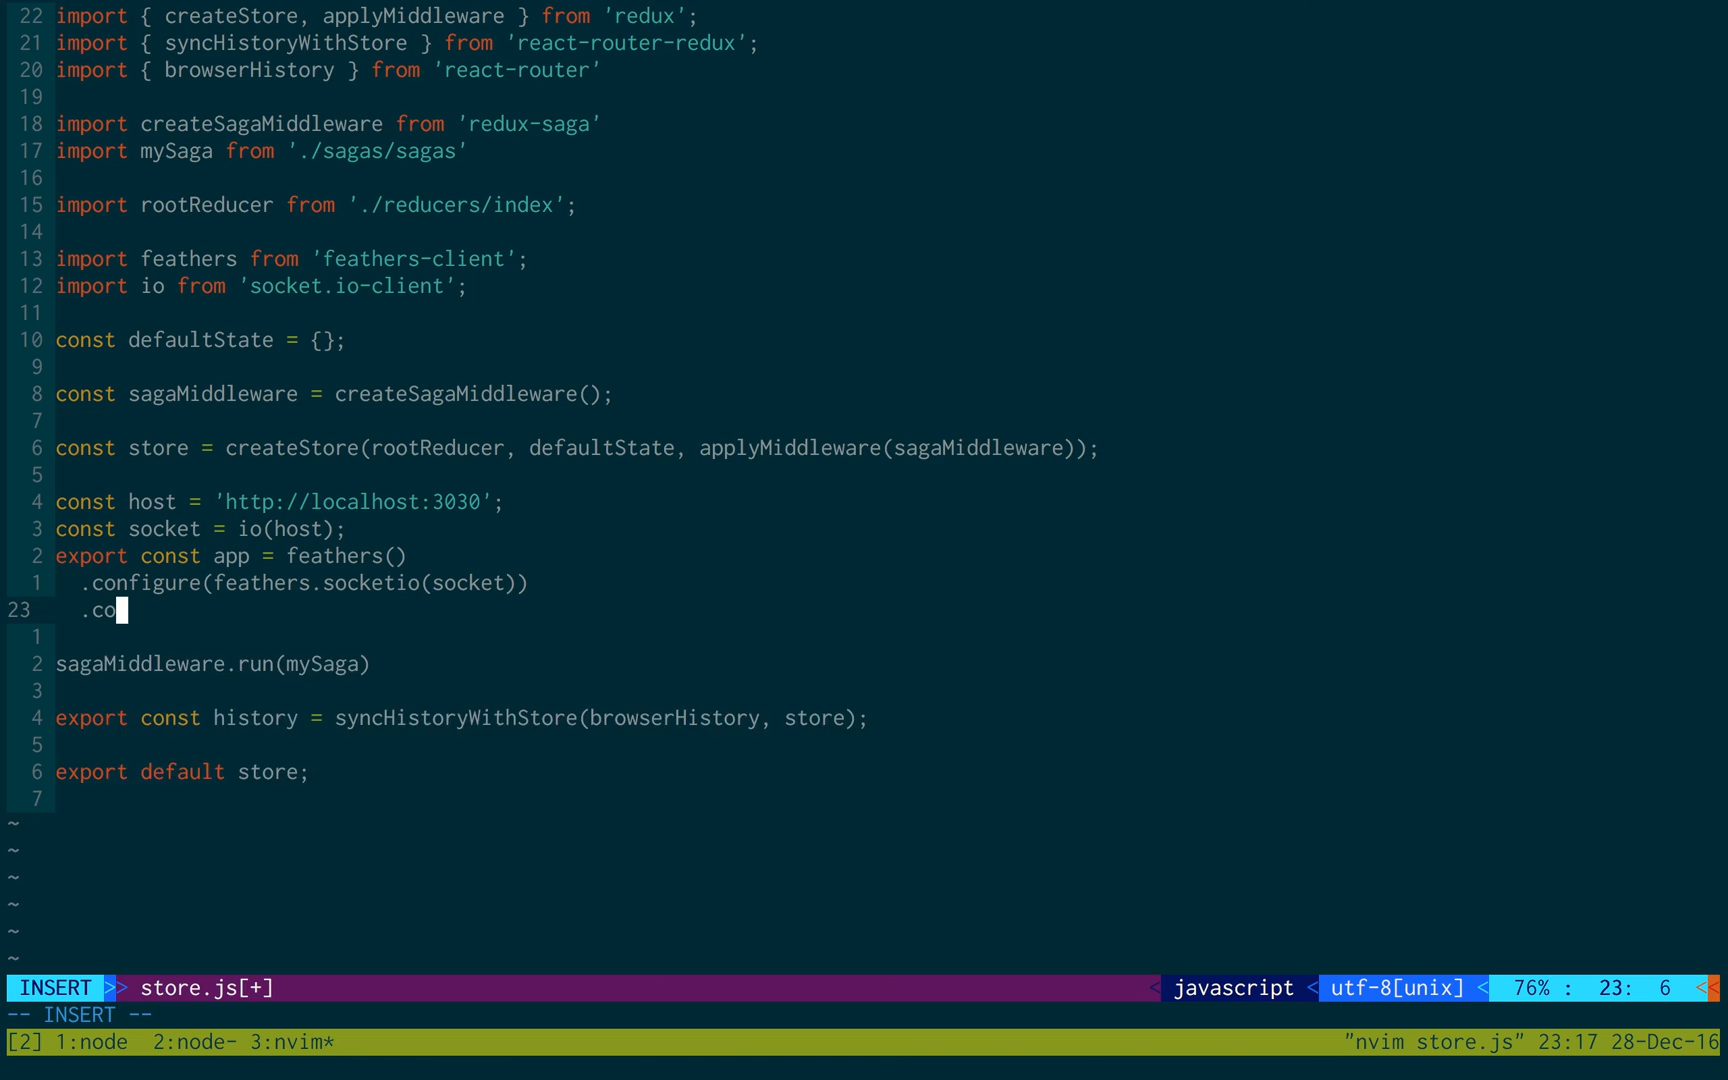 22 import { createStore, applyMiddleware } from 'redux';
21 import { syncHistoryWithStore } from 'react-router-redux';
20 import { browserHistory } from 'react-router'
19
18 import createSagaMiddleware from 'redux-saga'
17 import mySaga from './sagas/sagas'
16
15 import rootReducer from './reducers/index';
14
13 import feathers from 'feathers-client';
12 import io from 'socket.io-client';
11
10 const defaultState = {};
9
8 const sagaMiddleware = createSagaMiddleware();
7
6 const store = createStore(rootReducer, defaultState, applyMiddleware(sagaMiddleware));
5
4 const host = 'http://localhost:3030';
3 const socket = io(host);
2 export const app = feathers()
1   .configure(feathers.socketio(socket))
23   .co
1
2 sagaMiddleware.run(mySaga)
3
4 export const history = syncHistoryWithStore(browserHistory, store);
5
6 export default store;
7
~
~
~
~
~
~
INSERT >> store.js[+] < javascript < utf-8[unix] < 76% : 23: 6 <<
-- INSERT --
[2] 1:node 2:node- 3:nvim* "nvim store.js" 23:17 28-Dec-16